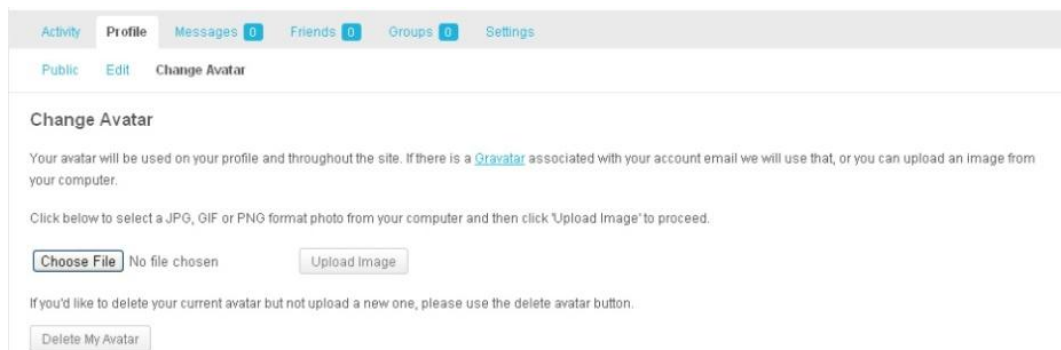 Activity Profile Messages 0 Friends 0 Groups 0 Settings
Public Edit Change Avatar
Change Avatar
Your avatar will be used on your profile and throughout the site. If there is a Gravatar associated with your account email we will use that, or you can upload an image from
your computer.
Click below to select a JPG, GIF or PNG format photo from your computer and then click 'Upload Image' to proceed.
Choose File No file chosen Upload Image
If you'd like to delete your current avatar but not upload a new one, please use the delete avatar button.
Delete My Avatar